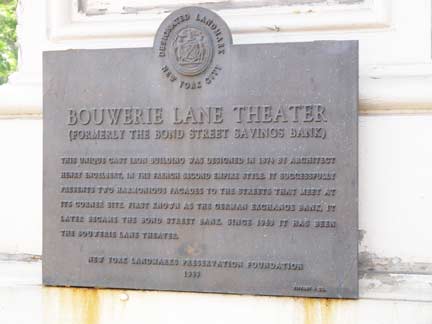 DESIGNATED LANDMARK
NEW YORK CITY
BOUWERIE LANE THEATER
(FORMERLY THE BOND STREET SAVINGS BANK)
THIS UNIQUE CAST IRON BUILDING WAS DESIGNED IN 1874 BY ARCHITECT
HENRY ENGELBERT, IN THE FRENCH SECOND EMPIRE STYLE. IT SUCCESSFULLY
PRESENTS TWO HARMONIOUS FACADES TO THE STREETS THAT MEET AT
ITS CORNER SITE. FIRST KNOWN AS THE GERMAN EXCHANGE BANK, IT
LATER BECAME THE BOND STREET BANK. SINCE 1963 IT HAS BEEN
THE BOUWERIE LANE THEATER.
NEW YORK LANDMARKS PRESERVATION FOUNDATION